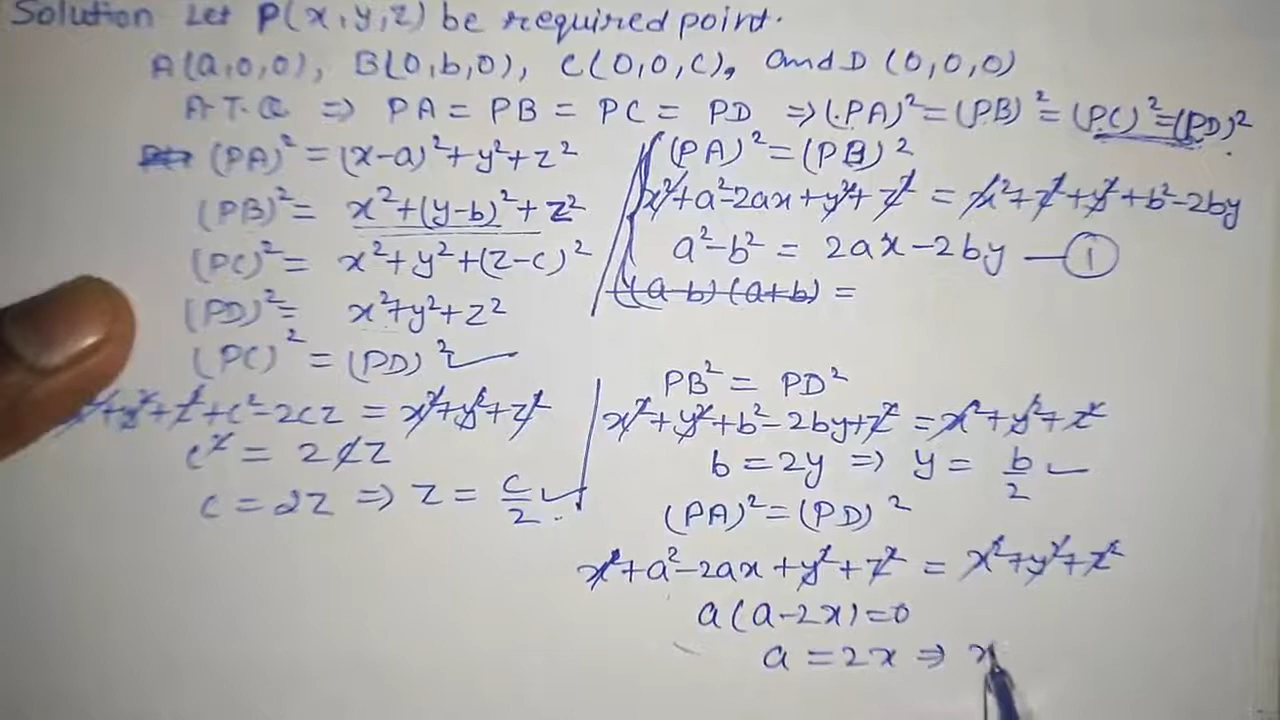 Solution Let P(x,y,z) be required point.
A(a,0,0), B(0,b,0), C(0,0,c), and D(0,0,0)
A.T.Q ⇒ PA = PB = PC = PD ⇒ (PA)² = (PB)² = (PC)² = (PD)²
(PA)² = (x-a)² + y² + z²
(PB)² = x² + (y-b)² + z²
(PC)² = x² + y² + (z-c)²
(PD)² = x² + y² + z²
(PC)² = (PD)²
+ y² + z² + c² - 2cz = x² + y² + z²
c² = 2cz
c = 2z ⇒ z = c/2
(PA)² = (PB)²
x² + a² - 2ax + y² + z² = x² + z² + y² + b² - 2by
a² - b² = 2ax - 2by — ①
(a-b)(a+b) =
PB² = PD²
x² + y² + b² - 2by + z² = x² + y² + z²
b = 2y ⇒ y = b/2
(PA)² = (PD)²
x² + a² - 2ax + y² + z² = x² + y² + z²
a(a-2x) = 0
a = 2x ⇒ x